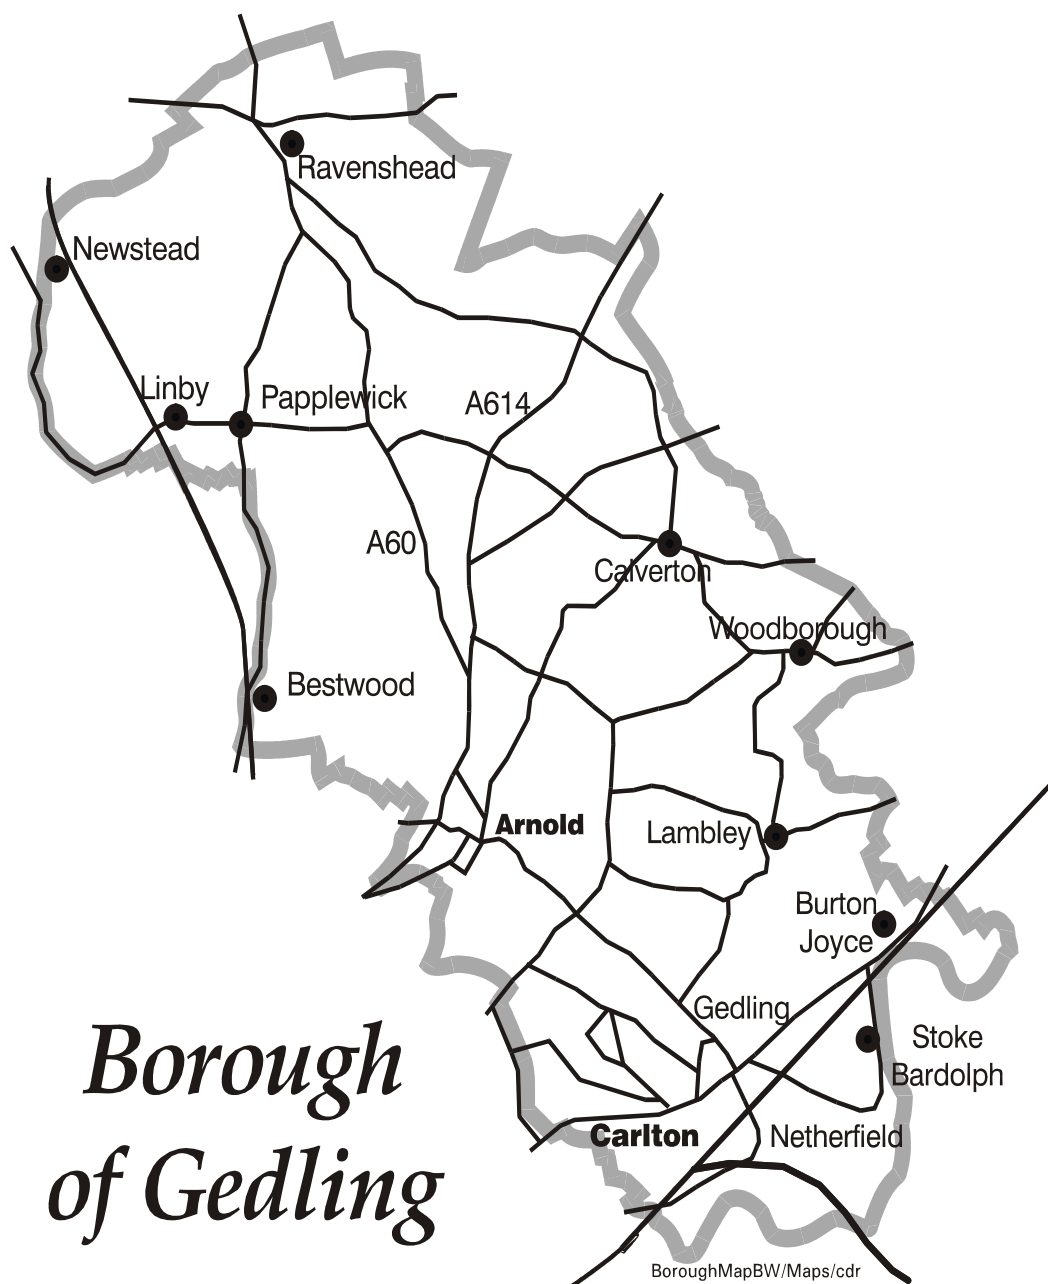 Ravenshead
Newstead
Linby
Papplewick
A614
A60
Calverton
Woodborough
Bestwood
Arnold
Lambley
Burton
Joyce
Gedling
Stoke
Bardolph
Carlton
Netherfield
Borough
of Gedling
BoroughMapBW/Maps/cdr